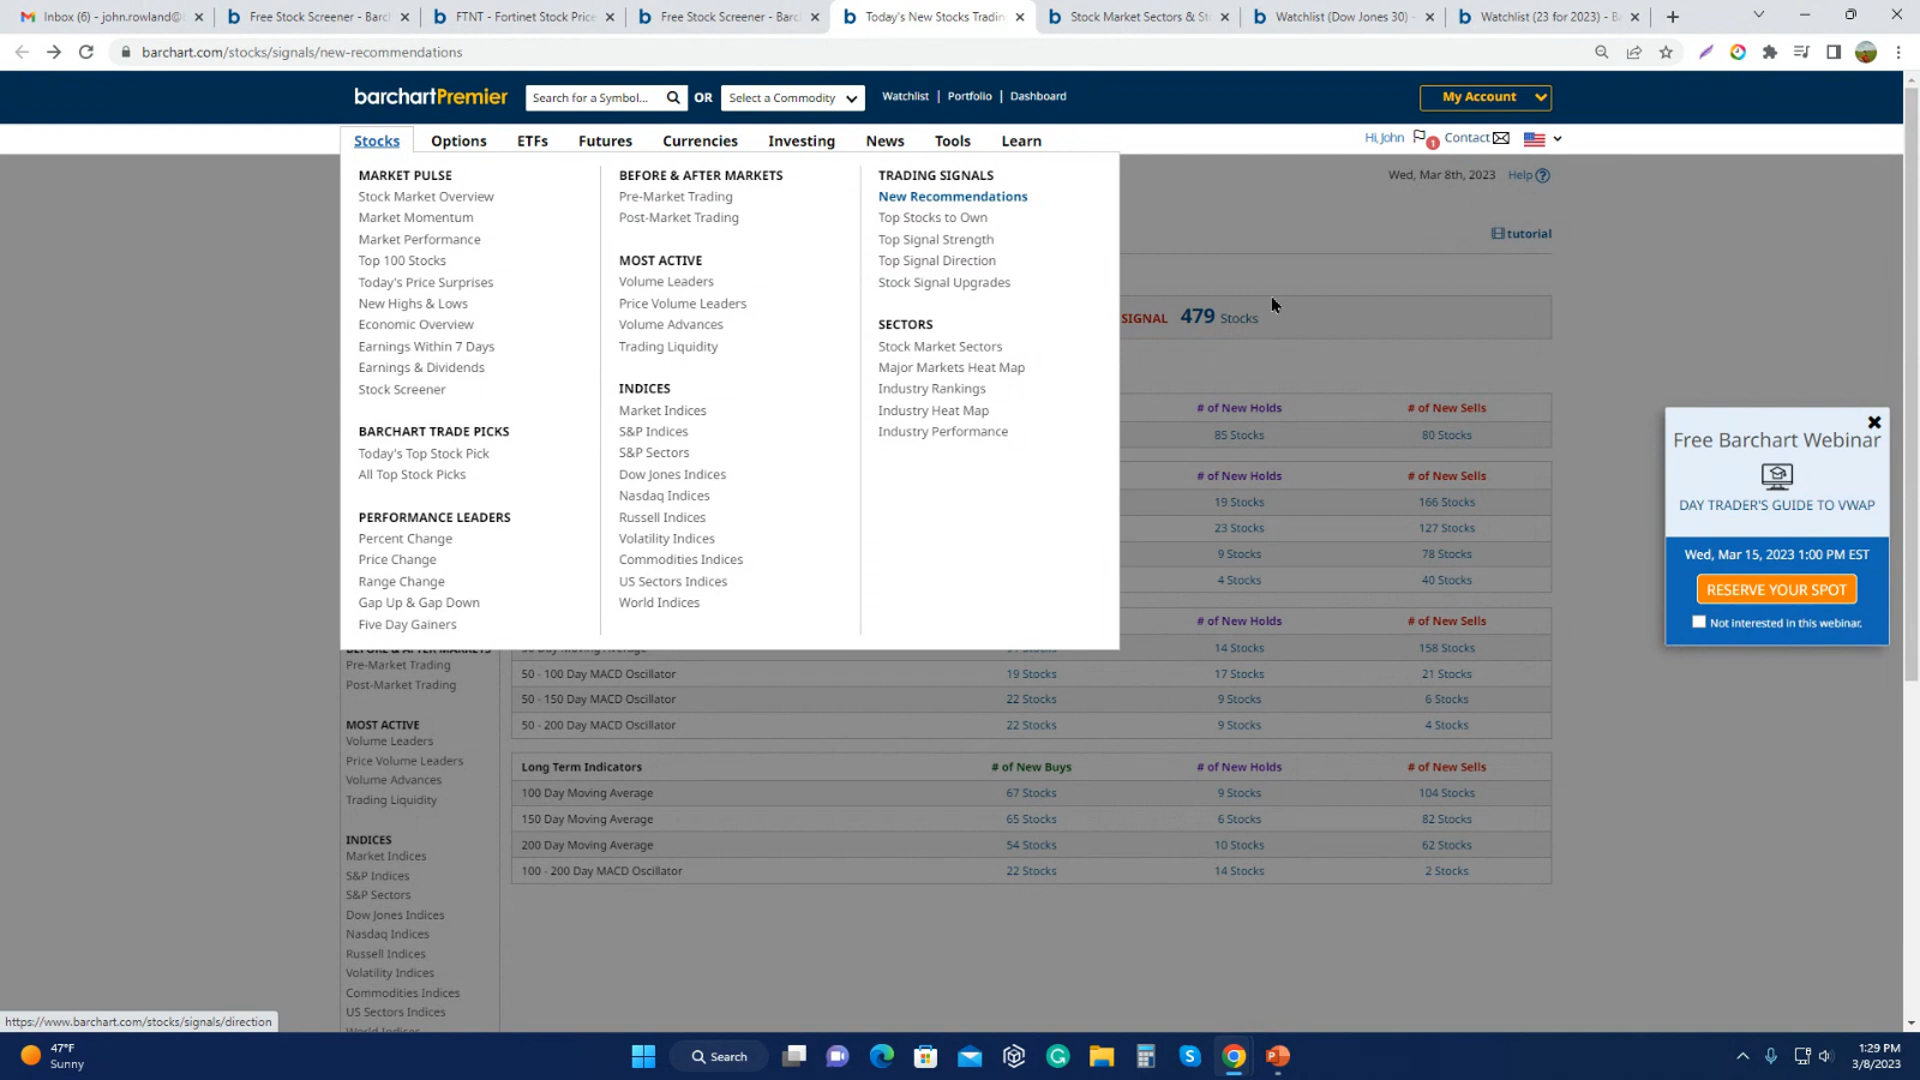 Inbox (6) - john.rowland@
Free Stock Screener - Barc
FTNT - Fortinet Stock Price
Free Stock Screener - Barc
Today's New Stocks Tradin
Stock Market Sectors & St
Watchlist (Dow Jones 30) -
Watchlist (23 for 2023) - B
barchart.com/stocks/signals/new-recommendations
barchartPremier
Search for a Symbol...
OR
Select a Commodity
Watchlist | Portfolio | Dashboard
My Account
Stocks
Options
ETFs
Futures
Currencies
Investing
News
Tools
Learn
Hi, John
1
Contact
MARKET PULSE
Stock Market Overview
Market Momentum
Market Performance
Top 100 Stocks
Today's Price Surprises
New Highs & Lows
Economic Overview
Earnings Within 7 Days
Earnings & Dividends
Stock Screener
BARCHART TRADE PICKS
Today's Top Stock Pick
All Top Stock Picks
PERFORMANCE LEADERS
Percent Change
Price Change
Range Change
Gap Up & Gap Down
Five Day Gainers
BEFORE & AFTER MARKETS
Pre-Market Trading
Post-Market Trading
MOST ACTIVE
Volume Leaders
Price Volume Leaders
Volume Advances
Trading Liquidity
INDICES
Market Indices
S&P Indices
S&P Sectors
Dow Jones Indices
Nasdaq Indices
Russell Indices
Volatility Indices
Commodities Indices
US Sectors Indices
World Indices
TRADING SIGNALS
New Recommendations
Top Stocks to Own
Top Signal Strength
Top Signal Direction
Stock Signal Upgrades
SECTORS
Stock Market Sectors
Major Markets Heat Map
Industry Rankings
Industry Heat Map
Industry Performance
Wed, Mar 8th, 2023 Help
tutorial
SIGNAL 479 Stocks
# of New Holds # of New Sells
85 Stocks 80 Stocks
# of New Holds # of New Sells
19 Stocks 166 Stocks
23 Stocks 127 Stocks
9 Stocks 78 Stocks
4 Stocks 40 Stocks
# of New Holds # of New Sells
Day Moving Average 14 Stocks 158 Stocks
50 - 100 Day MACD Oscillator 19 Stocks 17 Stocks 21 Stocks
50 - 150 Day MACD Oscillator 22 Stocks 9 Stocks 6 Stocks
50 - 200 Day MACD Oscillator 22 Stocks 9 Stocks 4 Stocks
Long Term Indicators # of New Buys # of New Holds # of New Sells
100 Day Moving Average 67 Stocks 9 Stocks 104 Stocks
150 Day Moving Average 65 Stocks 6 Stocks 82 Stocks
200 Day Moving Average 54 Stocks 10 Stocks 62 Stocks
100 - 200 Day MACD Oscillator 22 Stocks 14 Stocks 2 Stocks
BEFORE & AFTER MARKETS
Pre-Market Trading
Post-Market Trading
MOST ACTIVE
Volume Leaders
Price Volume Leaders
Volume Advances
Trading Liquidity
INDICES
Market Indices
S&P Indices
S&P Sectors
Dow Jones Indices
Nasdaq Indices
Russell Indices
Volatility Indices
Commodities Indices
US Sectors Indices
World Indices
Free Barchart Webinar
DAY TRADER'S GUIDE TO VWAP
Wed, Mar 15, 2023 1:00 PM EST
RESERVE YOUR SPOT
Not interested in this webinar.
https://www.barchart.com/stocks/signals/direction
47°F
Sunny
Search
1:29 PM
3/8/2023